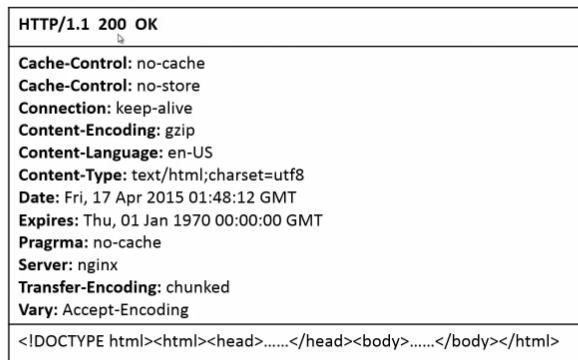 HTTP/1.1 200 OK
Cache-Control: no-cache
Cache-Control: no-store
Connection: keep-alive
Content-Encoding: gzip
Content-Language: en-US
Content-Type: text/html;charset=utf8
Date: Fri, 17 Apr 2015 01:48:12 GMT
Expires: Thu, 01 Jan 1970 00:00:00 GMT
Pragrma: no-cache
Server: nginx
Transfer-Encoding: chunked
Vary: Accept-Encoding
<!DOCTYPE html><html><head>......</head><body>......</body></html>